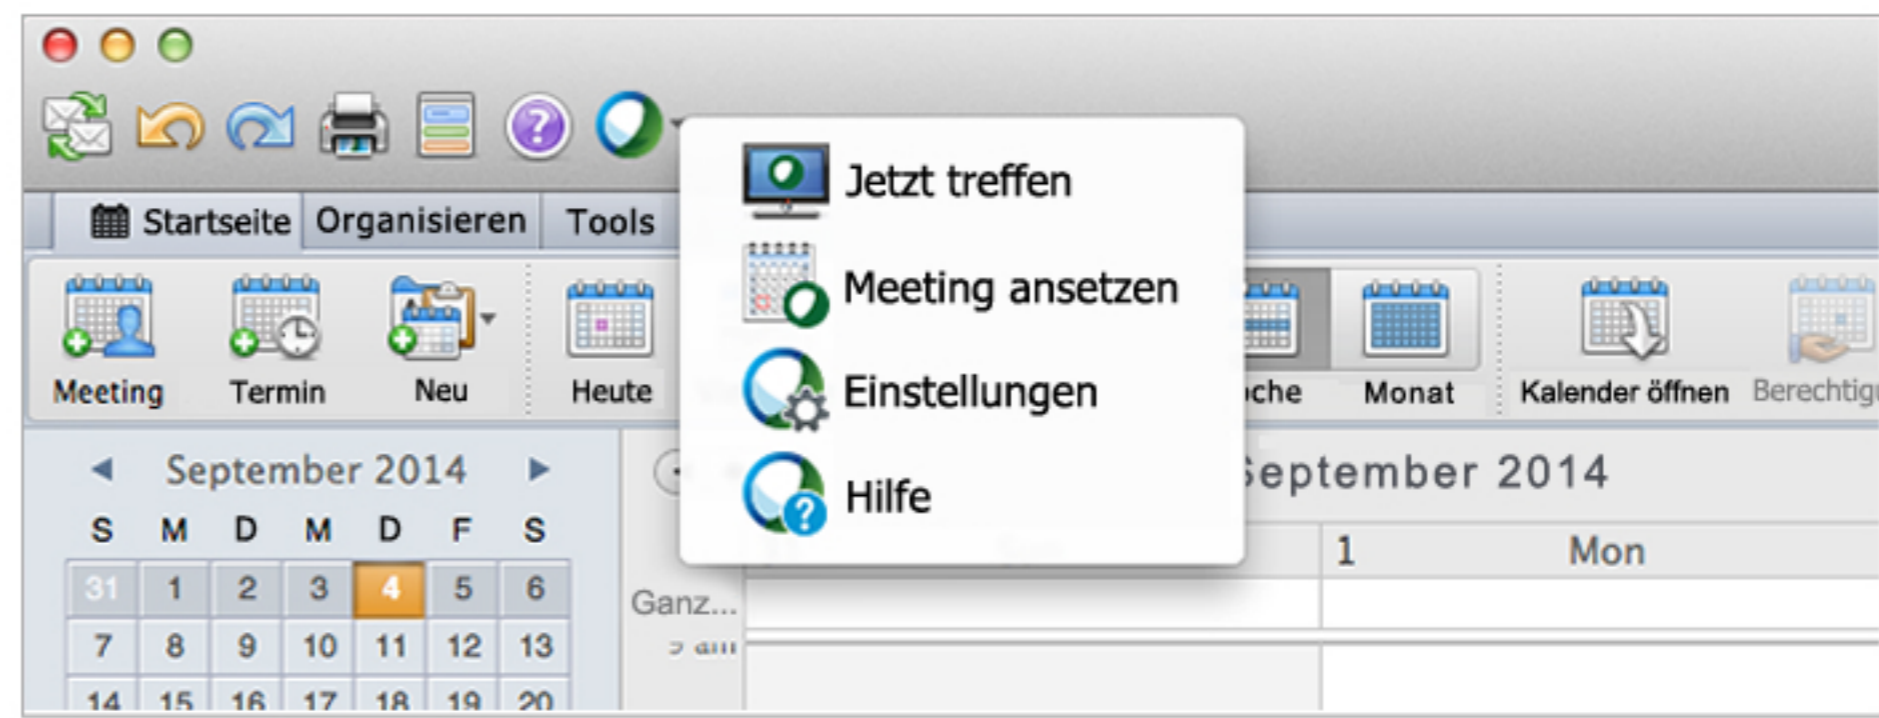 Jetzt treffen
Startseite Organisieren Tools
Meeting ansetzen
Einstellungen
Meeting Termin Neu Heute Monat Kalender öffnen
September 2014
September 2014
Hilfe
S M D M D F S
1 Mon
31 1 2 3 4 5 6
Ganz...
7 8 9 10 11 12 13
14 15 16 17 18 19 20